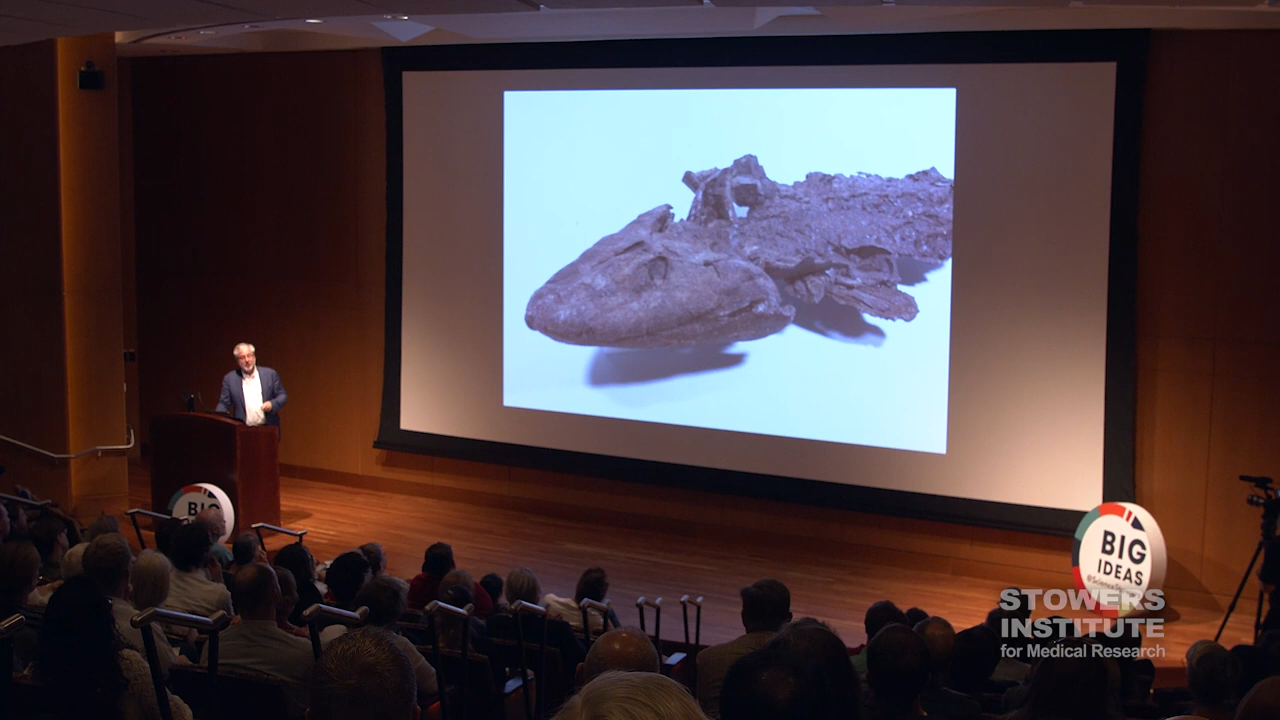 BIG
BIG
IDEAS
STOWERS
INSTITUTE
for Medical Research